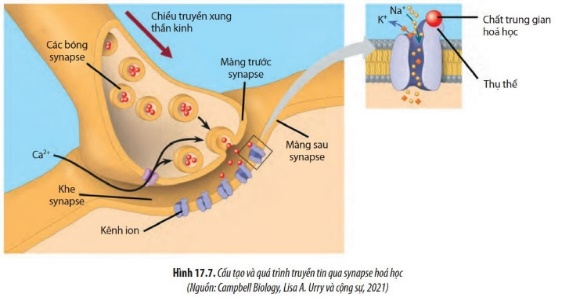 Chiều truyền xung
thần kinh
Các bóng
synapse
Màng trước
synapse
Ca²⁺
Khe
synapse
Kênh ion
Màng sau
synapse
Na⁺
K⁺
Chất trung gian
hoá học
Thụ thể
Hình 17.7. Cấu tạo và quá trình truyền tin qua synapse hoá học
(Nguồn: Campbell Biology, Lisa A. Urry và cộng sự, 2021)